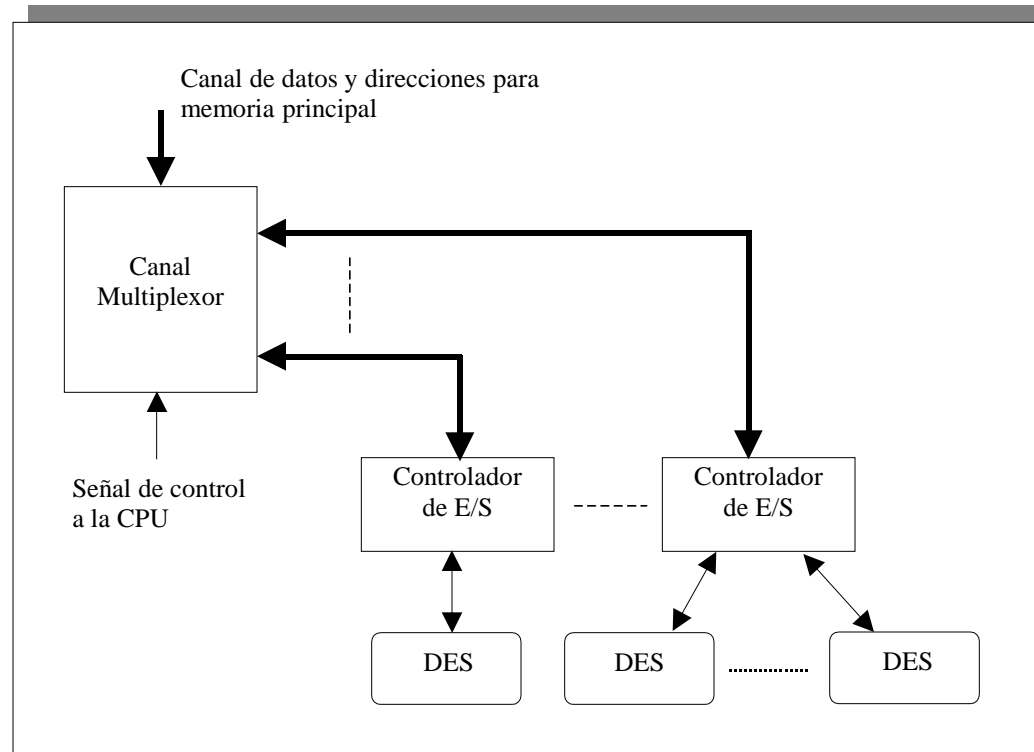 Canal de datos y direcciones para
memoria principal
Canal
Multiplexor
Señal de control
a la CPU
Controlador
de E/S
Controlador
de E/S
DES
DES
DES